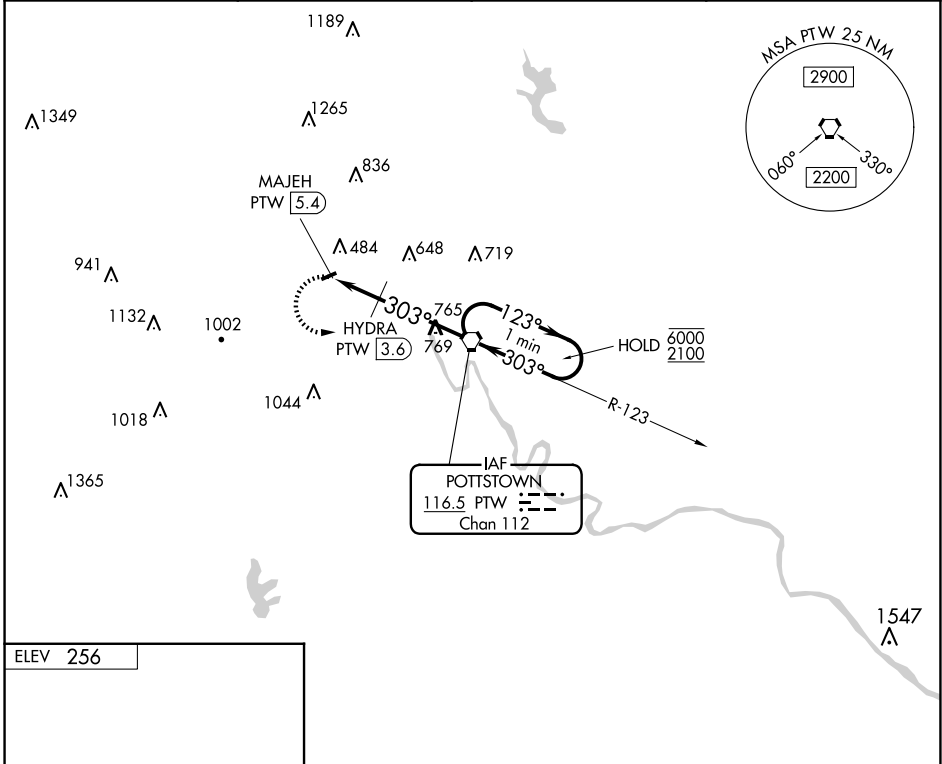 1189
MSA PTW 25 NM
2900
060°
330°
2200
1349
1265
836
MAJEH
PTW 5.4
484
648
719
941
1132
1002
303°
765
769
HYDRA
PTW 3.6
123°
1 min
303°
HOLD 6000
2100
1044
1018
R-123
1365
IAF
POTTSTOWN
116.5 PTW
Chan 112
1547
ELEV 256